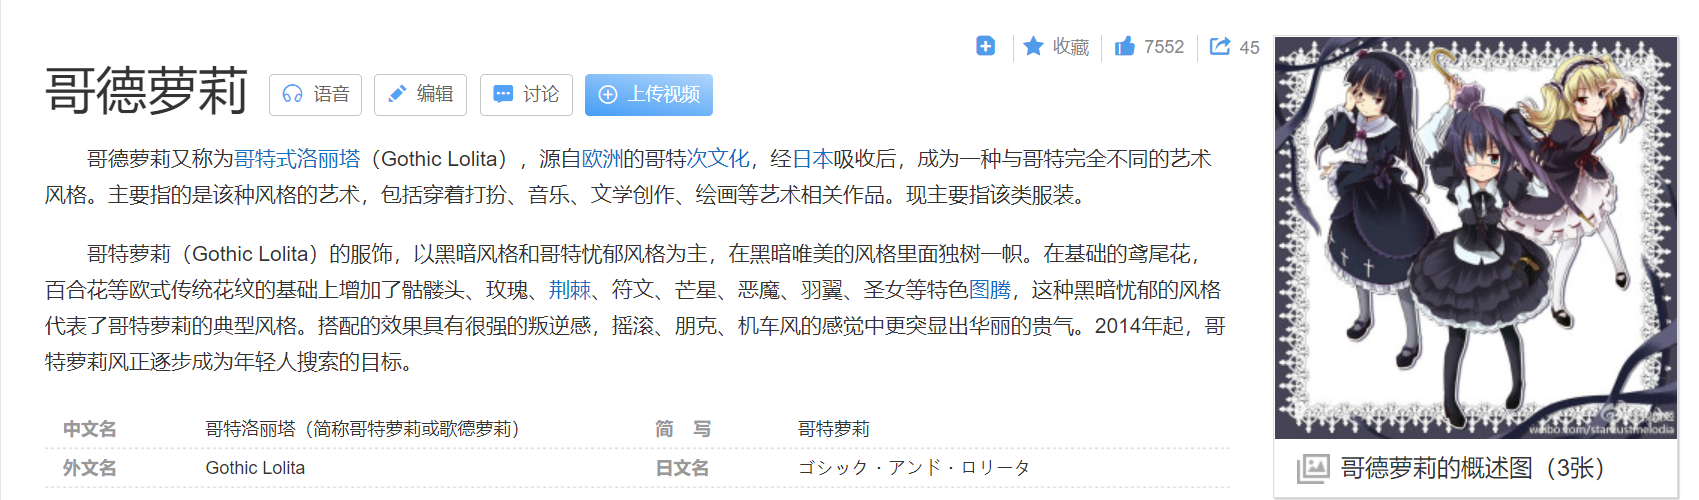 收藏 7552 45
哥德萝莉 语音 编辑 讨论 上传视频
哥德萝莉又称为哥特式洛丽塔（Gothic Lolita），源自欧洲的哥特次文化，经日本吸收后，成为一种与哥特完全不同的艺术
风格。主要指的是该种风格的艺术，包括穿着打扮、音乐、文学创作、绘画等艺术相关作品。现主要指该类服装。
哥特萝莉（Gothic Lolita）的服饰，以黑暗风格和哥特忧郁风格为主，在黑暗唯美的风格里面独树一帜。在基础的鸢尾花，
百合花等欧式传统花纹的基础上增加了骷髅头、玫瑰、荆棘、符文、芒星、恶魔、羽翼、圣女等特色图腾，这种黑暗忧郁的风格
代表了哥特萝莉的典型风格。搭配的效果具有很强的叛逆感，摇滚、朋克、机车风的感觉中更突显出华丽的贵气。2014年起，哥
特萝莉风正逐步成为年轻人搜索的目标。
中文名 哥特洛丽塔（简称哥特萝莉或歌德萝莉） 简 写 哥特萝莉
外文名 Gothic Lolita 日文名 ゴシック・アンド・ロリータ
weibo.com/starzustmelodia
哥德萝莉的概述图（3张）